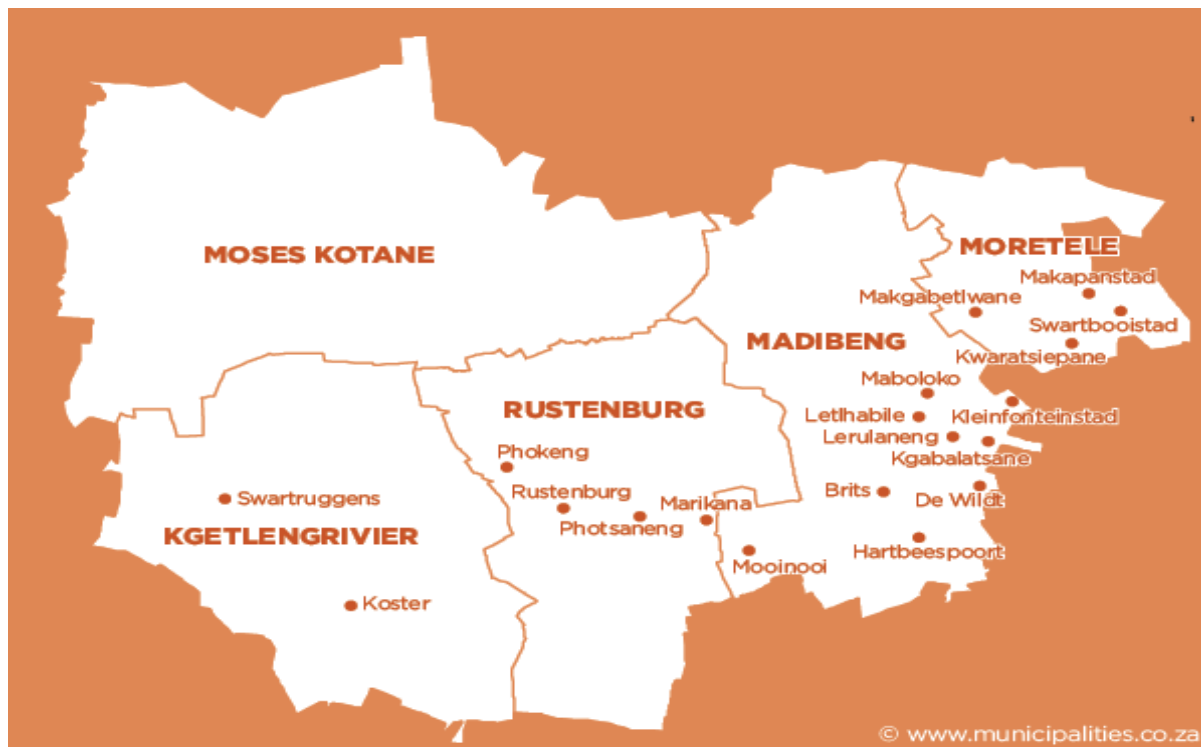 MOSES KOTANE
MORETELE
Makapanstad
Makgabetlwane
Swartbooistad
MADIBENG
Kwaratsiepane
Maboloko
RUSTENBURG
Letlhabile
Kleinfonteinstad
Lerulaneng
Phokeng
Kgabalatsane
Rustenburg
Brits
Swartruggens
Marikana
De Wildt
Photsaneng
KGETLENGRIVIER
Hartbeespoort
Mooinooi
Koster
© www.municipalities.co.za